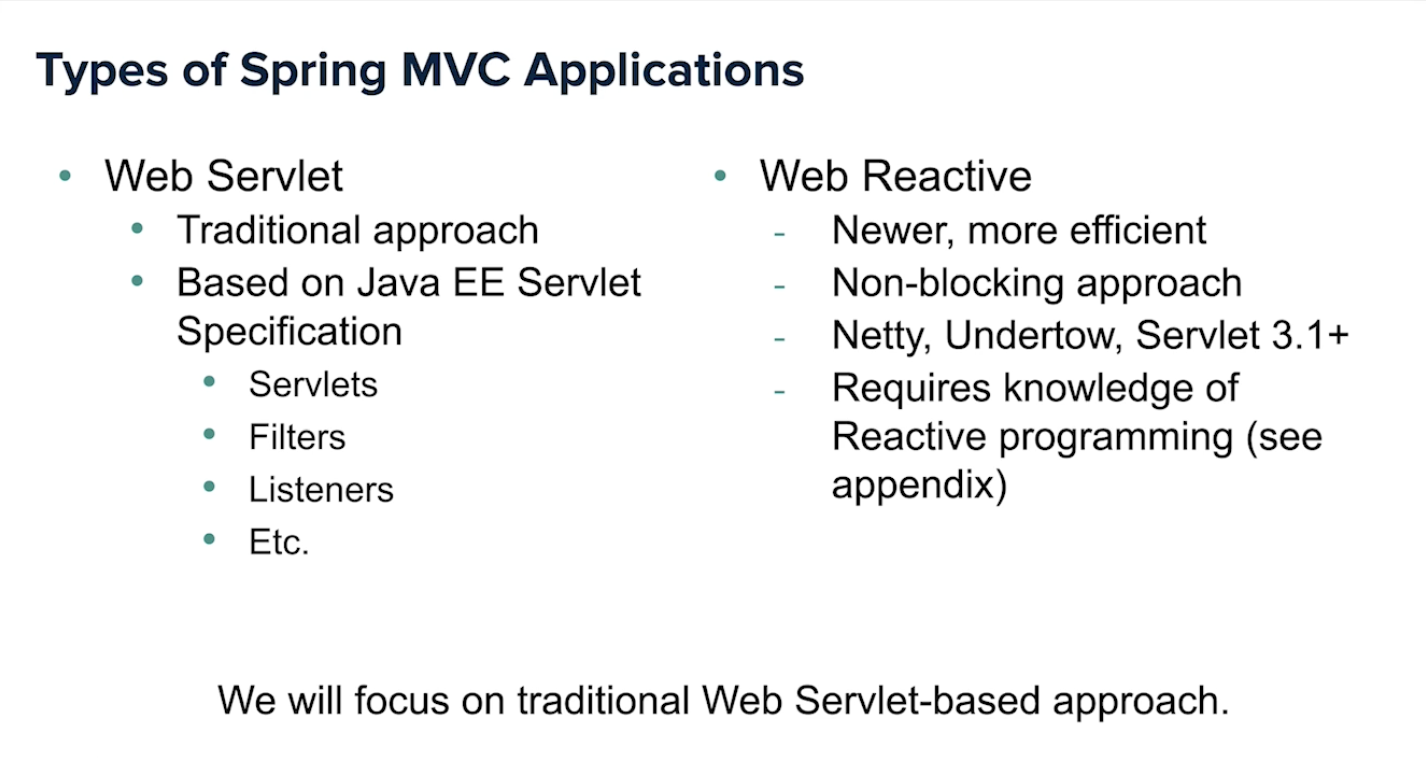 Types of Spring MVC Applications
• Web Servlet
• Traditional approach
• Based on Java EE Servlet
Specification
• Servlets
• Filters
• Listeners
• Etc.
• Web Reactive
- Newer, more efficient
- Non-blocking approach
- Netty, Undertow, Servlet 3.1+
- Requires knowledge of
Reactive programming (see
appendix)
We will focus on traditional Web Servlet-based approach.